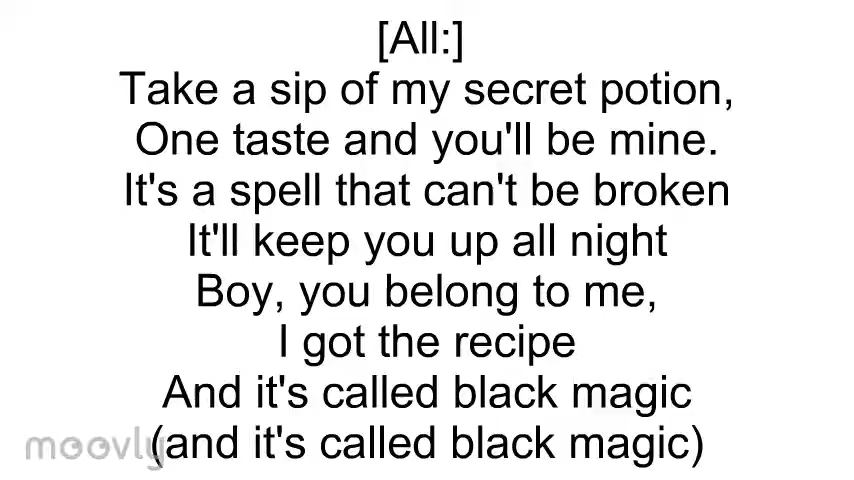 [All:]
Take a sip of my secret potion,
One taste and you'll be mine.
It's a spell that can't be broken
It'll keep you up all night
Boy, you belong to me,
I got the recipe
And it's called black magic
(and it's called black magic)
moovly